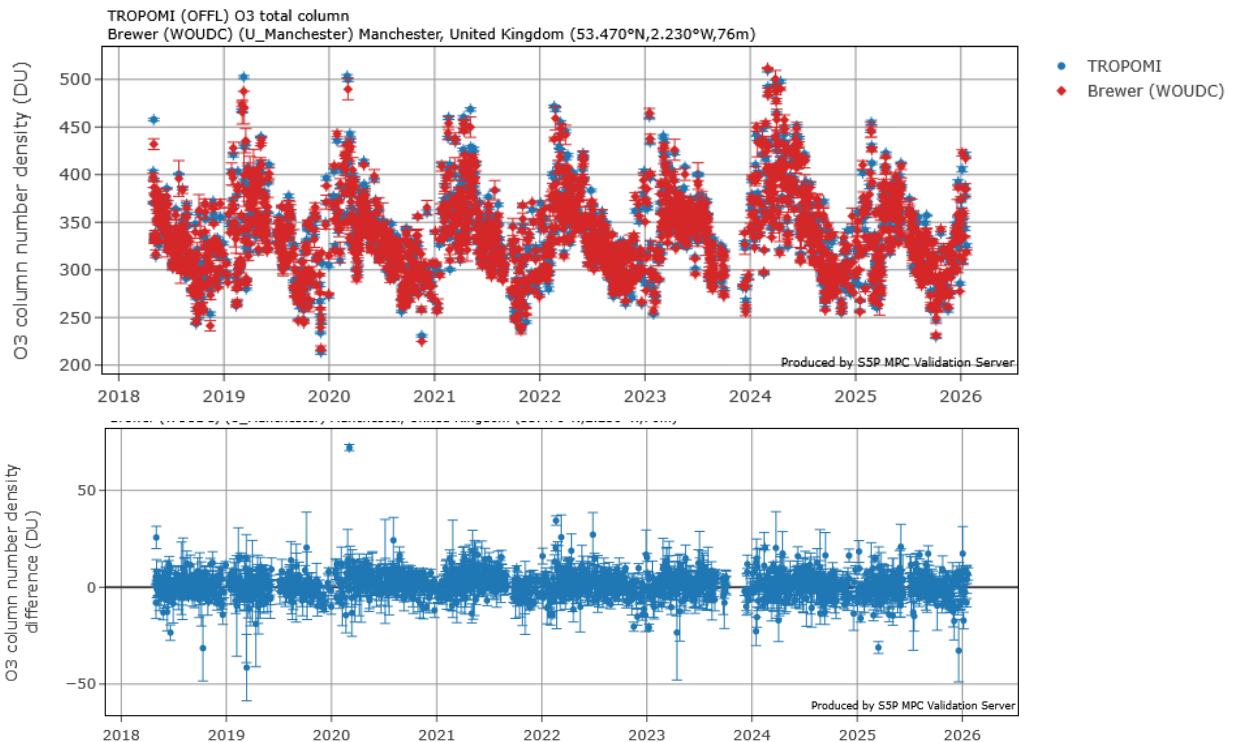 TROPOMI (OFFL) O3 total column
Brewer (WOUDC) (U_Manchester) Manchester, United Kingdom (53.470°N,2.230°W,76m)
O3 column number density (DU)
500
450
400
350
300
250
200
TROPOMI
Brewer (WOUDC)
Produced by S5P MPC Validation Server
2018 2019 2020 2021 2022 2023 2024 2025 2026
O3 column number density
difference (DU)
50
0
−50
Produced by S5P MPC Validation Server
2018 2019 2020 2021 2022 2023 2024 2025 2026